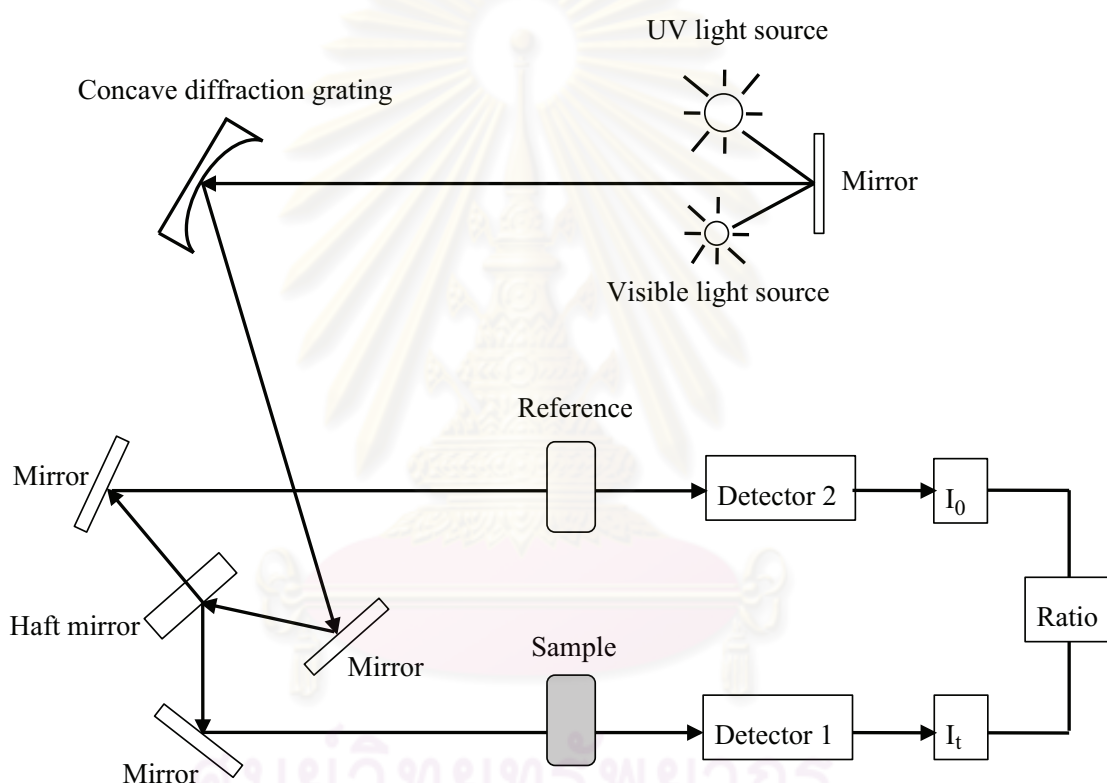 UV light source
Concave diffraction grating
Mirror
Visible light source
Reference
Mirror
Detector 2
I₀
Haft mirror
Ratio
Sample
Mirror
Detector 1
Iₜ
Mirror